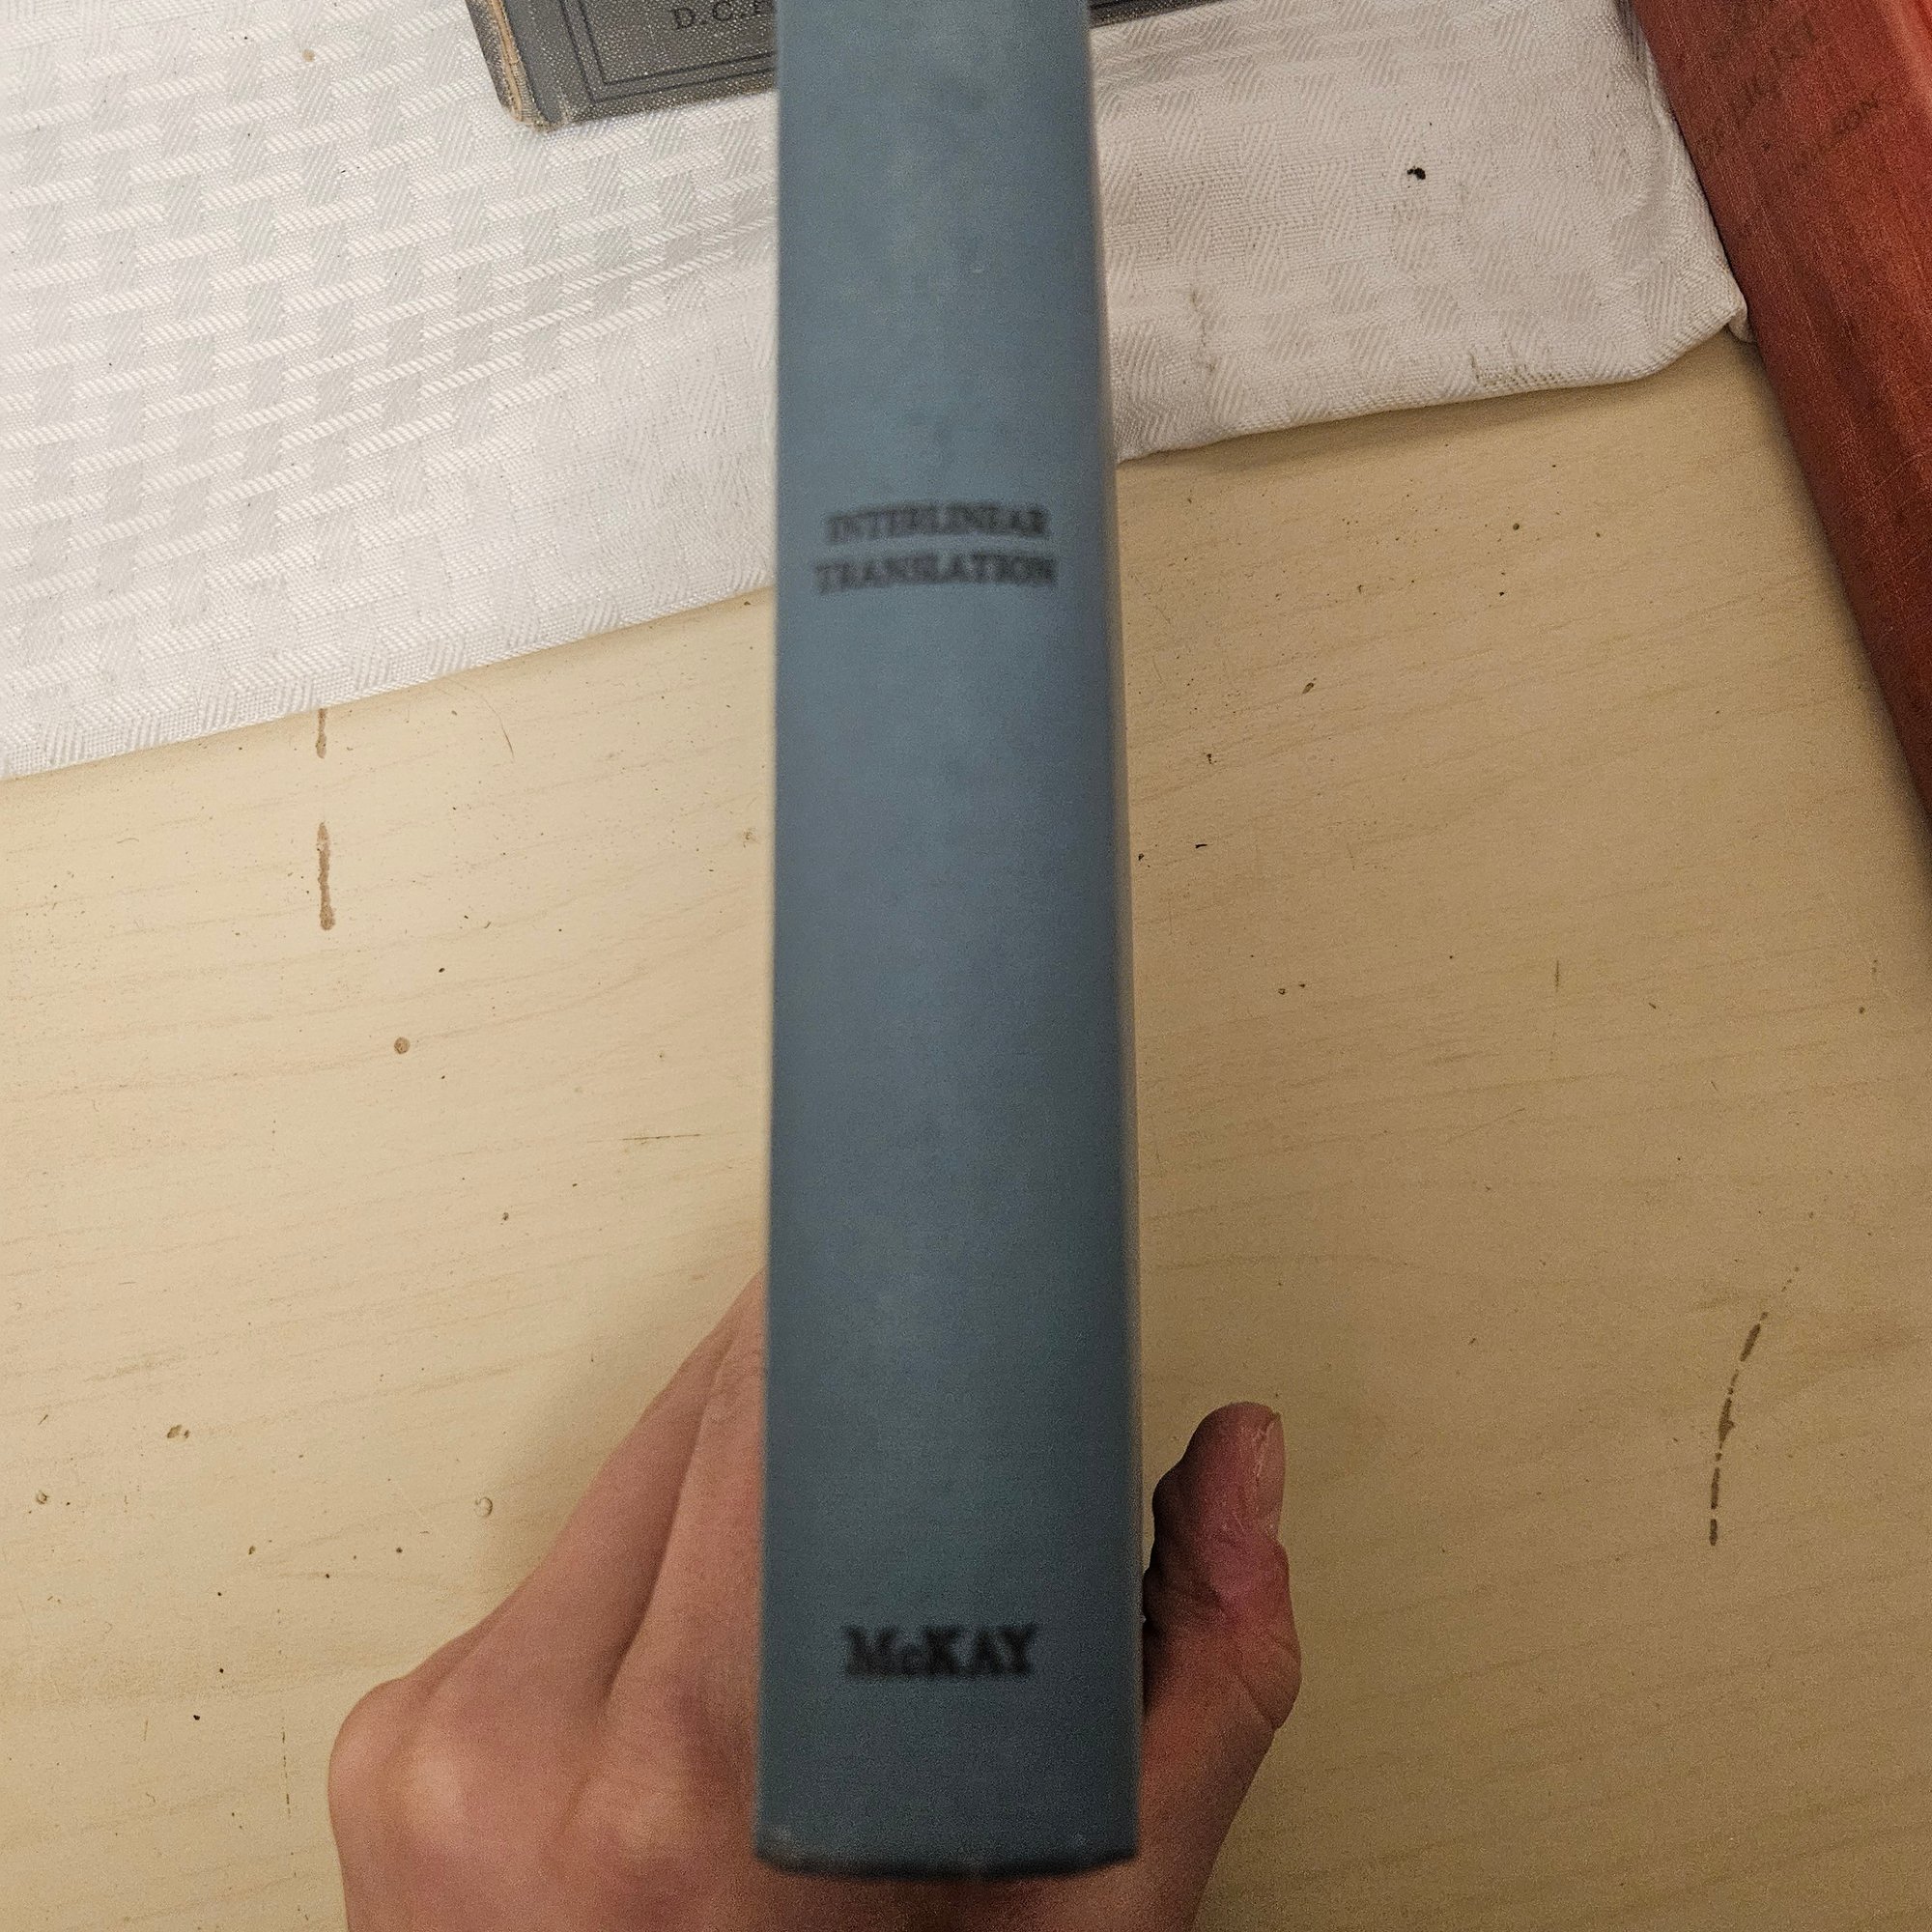 D.C.
INTERLINEAR
TRANSLATION
McKAY